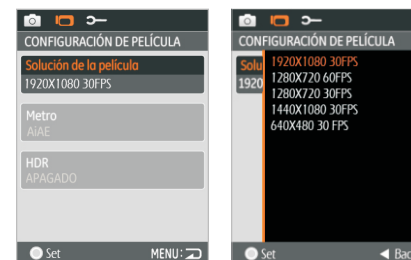 CONFIGURACIÓN DE PELÍCULA
Solución de la película
1920X1080 30FPS
Metro
AiAE
HDR
APAGADO
Set MENU:
CONFIGURACIÓN DE PELÍCULA
Solu
1920
1920X1080 30FPS
1280X720 60FPS
1280X720 30FPS
1440X1080 30FPS
640X480 30 FPS
Set Bac